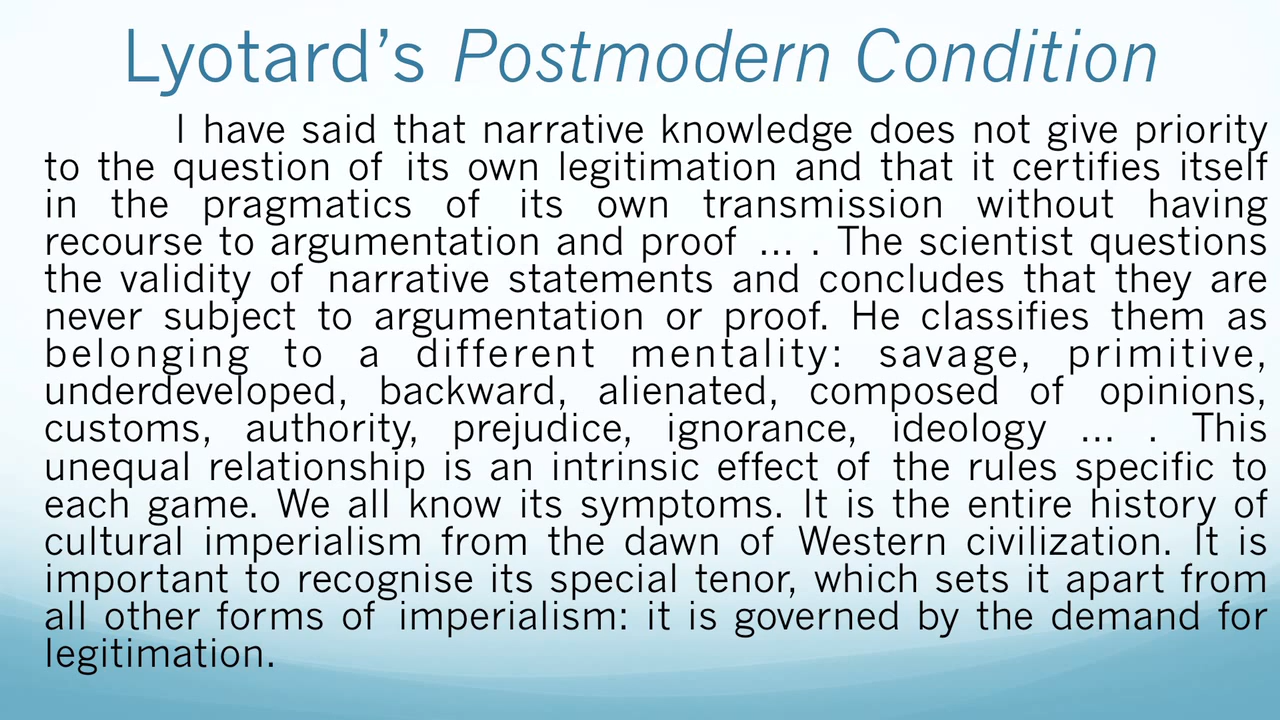 Lyotard’s Postmodern Condition
I have said that narrative knowledge does not give priority
to the question of its own legitimation and that it certifies itself
in the pragmatics of its own transmission without having
recourse to argumentation and proof ... . The scientist questions
the validity of narrative statements and concludes that they are
never subject to argumentation or proof. He classifies them as
belonging to a different mentality: savage, primitive,
underdeveloped, backward, alienated, composed of opinions,
customs, authority, prejudice, ignorance, ideology ... . This
unequal relationship is an intrinsic effect of the rules specific to
each game. We all know its symptoms. It is the entire history of
cultural imperialism from the dawn of Western civilization. It is
important to recognise its special tenor, which sets it apart from
all other forms of imperialism: it is governed by the demand for
legitimation.